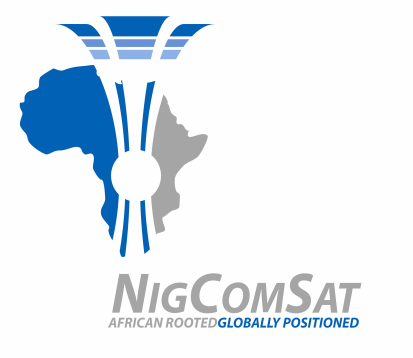 NIGCOMSAT
AFRICAN ROOTEDGLOBALLY POSITIONED